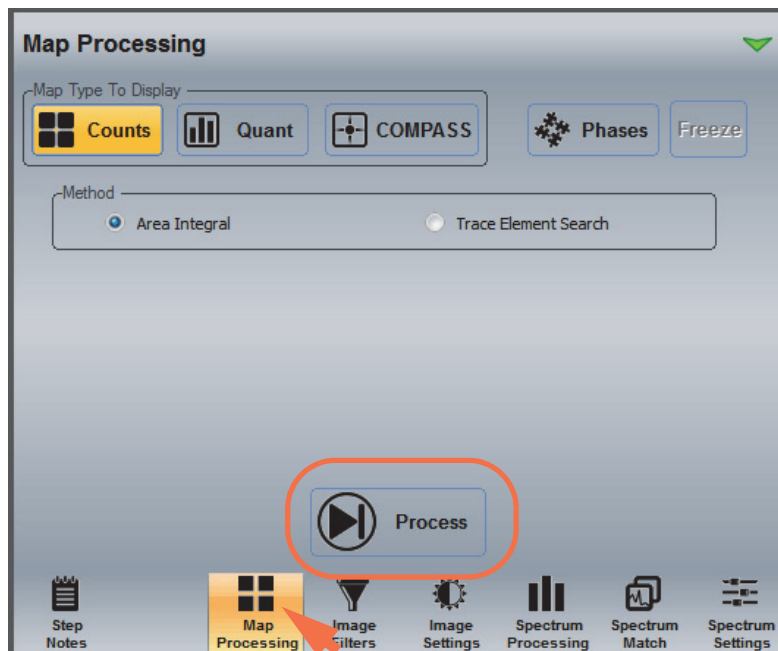 Map Processing
Map Type To Display
Counts Quant COMPASS Phases Freeze
Method
Area Integral Trace Element Search
Process
Step Map Image Image Spectrum Spectrum Spectrum
Notes Processing Filters Settings Processing Match Settings